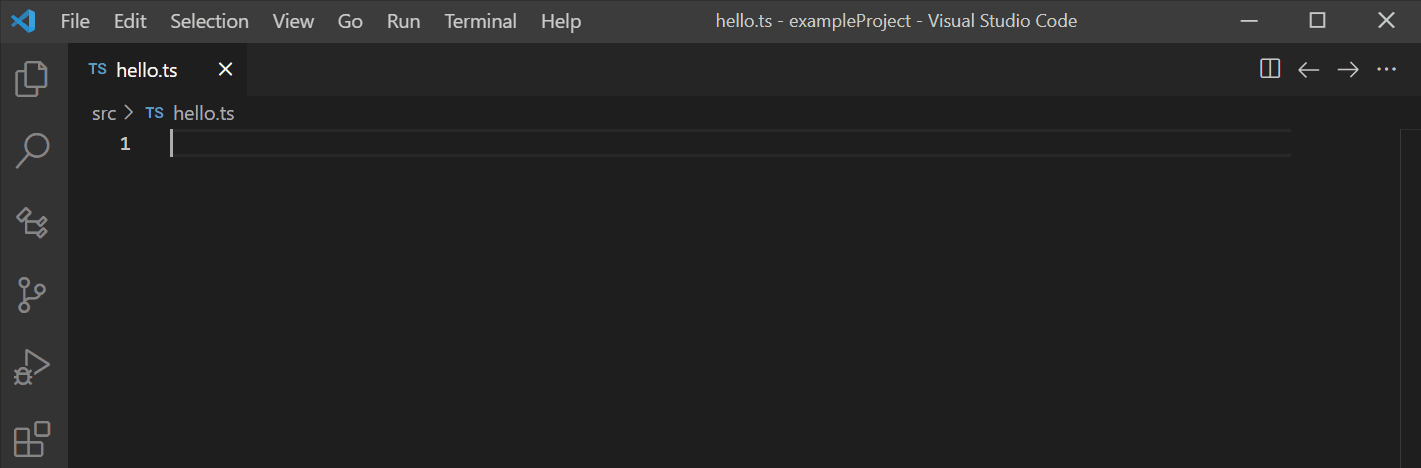 File Edit Selection View Go Run Terminal Help hello.ts - exampleProject - Visual Studio Code
TS hello.ts
src TS hello.ts
1